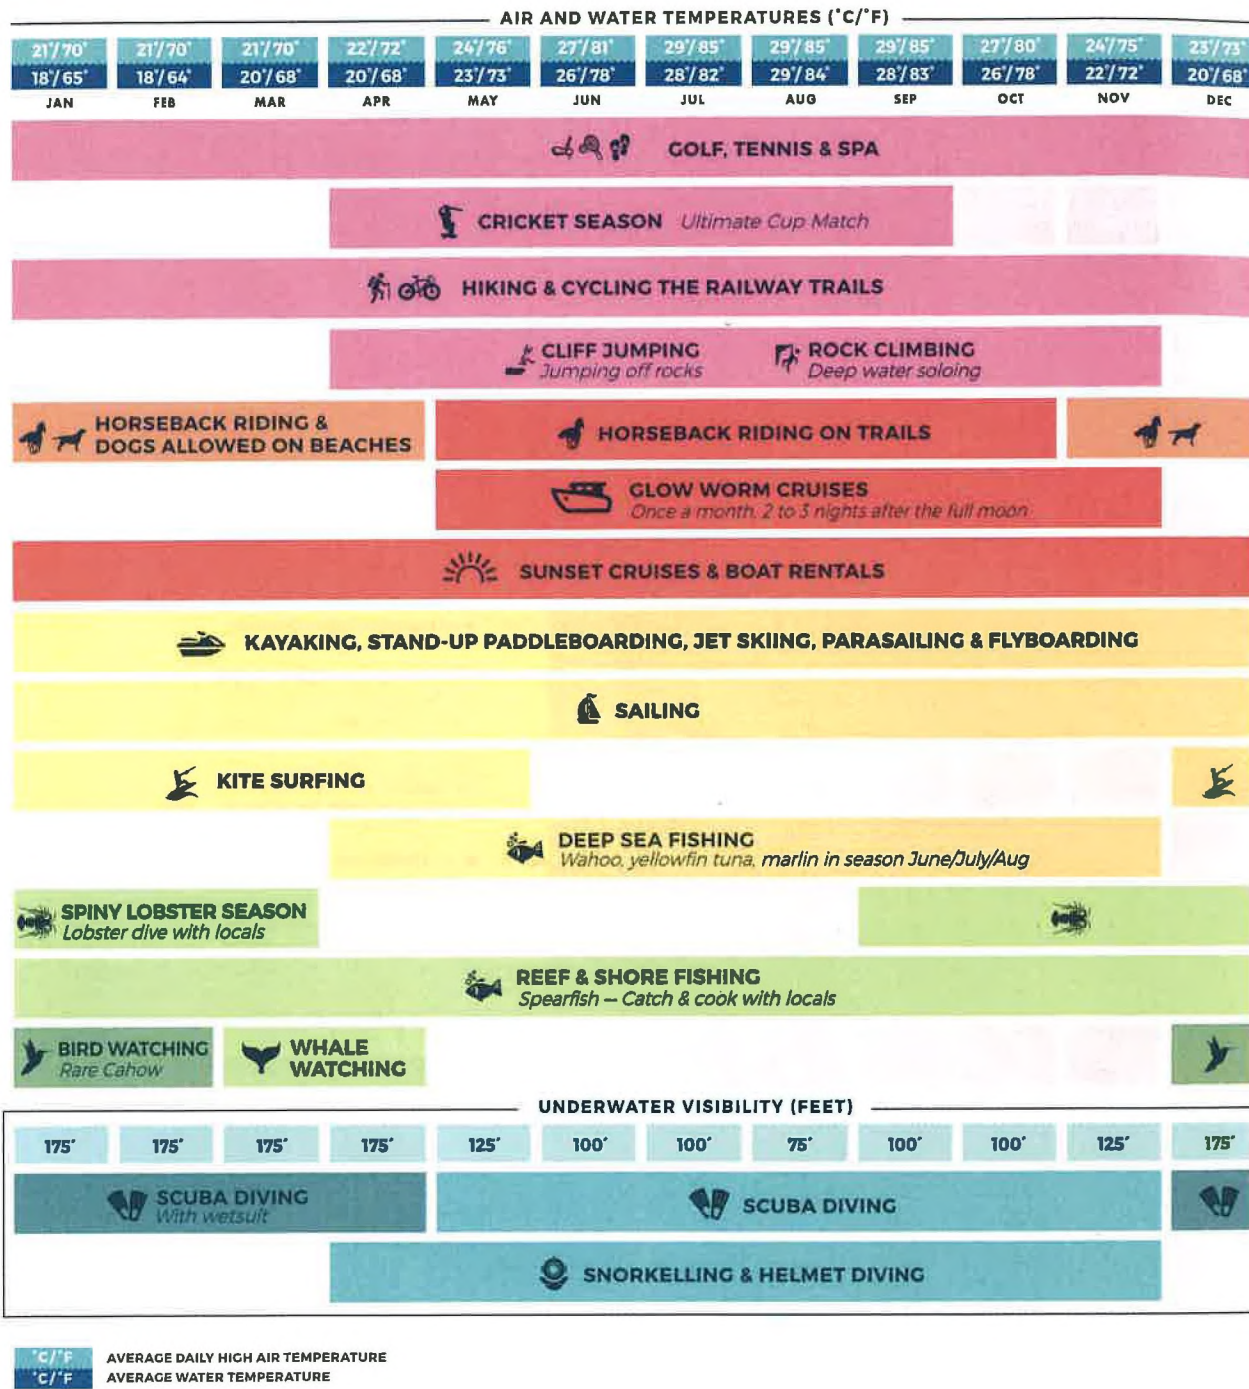 AIR AND WATER TEMPERATURES (°C/°F)
21°/70° 21°/70° 21°/70° 22°/72° 24°/76° 27°/81° 29°/85° 29°/85° 29°/85° 27°/80° 24°/75° 23°/73°
18°/65° 18°/64° 20°/68° 20°/68° 23°/73° 26°/78° 28°/82° 29°/84° 28°/83° 26°/78° 22°/72° 20°/68°
JAN FEB MAR APR MAY JUN JUL AUG SEP OCT NOV DEC
GOLF, TENNIS & SPA
CRICKET SEASON Ultimate Cup Match
HIKING & CYCLING THE RAILWAY TRAILS
CLIFF JUMPING
Jumping off rocks
ROCK CLIMBING
Deep water soloing
HORSEBACK RIDING &
DOGS ALLOWED ON BEACHES
HORSEBACK RIDING ON TRAILS
GLOW WORM CRUISES
Once a month, 2 to 3 nights after the full moon
SUNSET CRUISES & BOAT RENTALS
KAYAKING, STAND-UP PADDLEBOARDING, JET SKIING, PARASAILING & FLYBOARDING
SAILING
KITE SURFING
DEEP SEA FISHING
Wahoo, yellowfin tuna, marlin in season June/July/Aug
SPINY LOBSTER SEASON
Lobster dive with locals
REEF & SHORE FISHING
Spearfish – Catch & cook with locals
BIRD WATCHING
Rare Cahow
WHALE
WATCHING
UNDERWATER VISIBILITY (FEET)
175' 175' 175' 175' 125' 100' 100' 75' 100' 100' 125' 175'
SCUBA DIVING
With wetsuit
SCUBA DIVING
SNORKELLING & HELMET DIVING
°C/°F AVERAGE DAILY HIGH AIR TEMPERATURE
°C/°F AVERAGE WATER TEMPERATURE